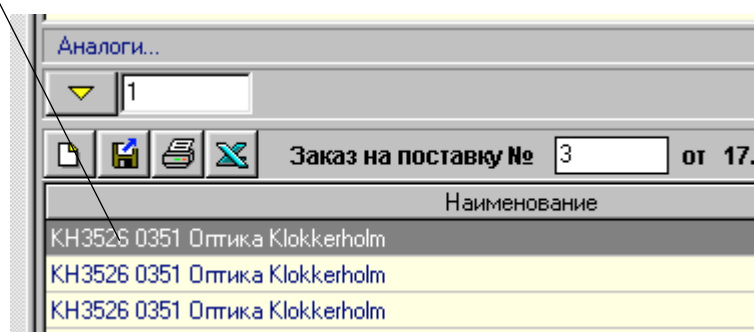 Аналоги...
1
Заказ на поставку № 3 от 17.
Наименование
KH3526 0351 Оптика Klokkerholm
KH3526 0351 Оптика Klokkerholm
KH3526 0351 Оптика Klokkerholm